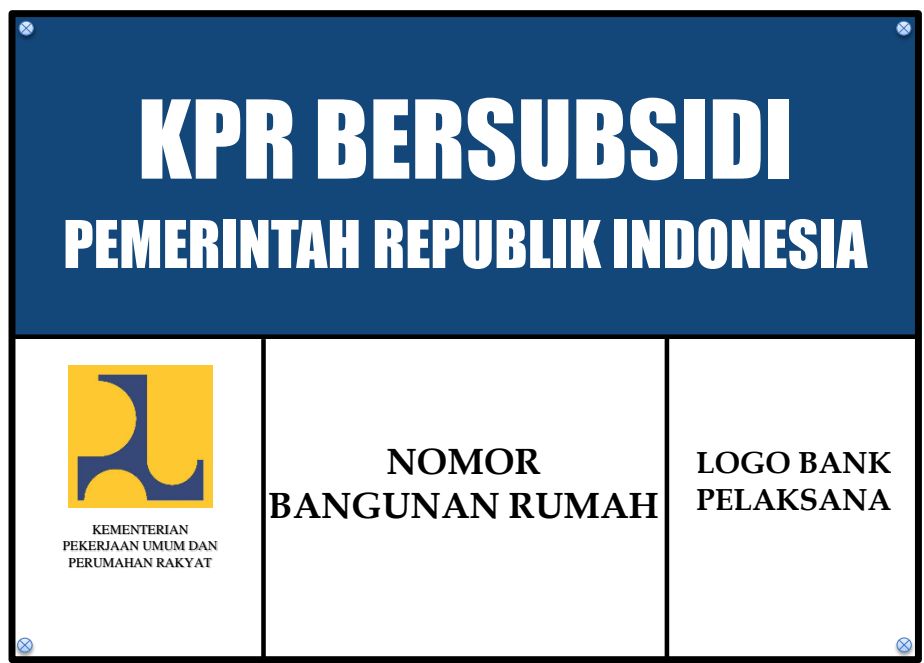 KPR BERSUBSIDI
PEMERINTAH REPUBLIK INDONESIA
KEMENTERIAN
PEKERJAAN UMUM DAN
PERUMAHAN RAKYAT
NOMOR
BANGUNAN RUMAH
LOGO BANK
PELAKSANA